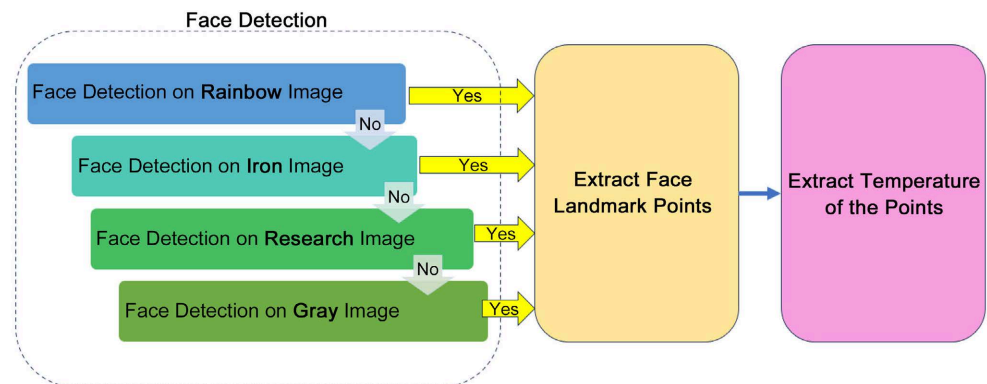 Face Detection
Face Detection on Rainbow Image
Yes
No
Face Detection on Iron Image
Yes
No
Face Detection on Research Image
Yes
No
Face Detection on Gray Image
Yes
Extract Face
Landmark Points
Extract Temperature
of the Points